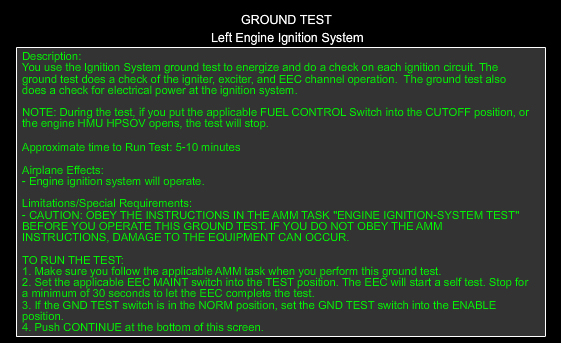 GROUND TEST
Left Engine Ignition System
Description:
You use the Ignition System ground test to energize and do a check on each ignition circuit. The
ground test does a check of the igniter, exciter, and EEC channel operation.  The ground test also
does a check for electrical power at the ignition system.
NOTE: During the test, if you put the applicable FUEL CONTROL Switch into the CUTOFF position, or
the engine HMU HPSOV opens, the test will stop.
Approximate time to Run Test: 5-10 minutes
Airplane Effects:
- Engine ignition system will operate.
Limitations/Special Requirements:
- CAUTION: OBEY THE INSTRUCTIONS IN THE AMM TASK "ENGINE IGNITION-SYSTEM TEST"
BEFORE YOU OPERATE THIS GROUND TEST. IF YOU DO NOT OBEY THE AMM
INSTRUCTIONS, DAMAGE TO THE EQUIPMENT CAN OCCUR.
TO RUN THE TEST:
1. Make sure you follow the applicable AMM task when you perform this ground test.
2. Set the applicable EEC MAINT switch into the TEST position. The EEC will start a self test. Stop for
a minimum of 30 seconds to let the EEC complete the test.
3. If the GND TEST switch is in the NORM position, set the GND TEST switch into the ENABLE
position.
4. Push CONTINUE at the bottom of this screen.